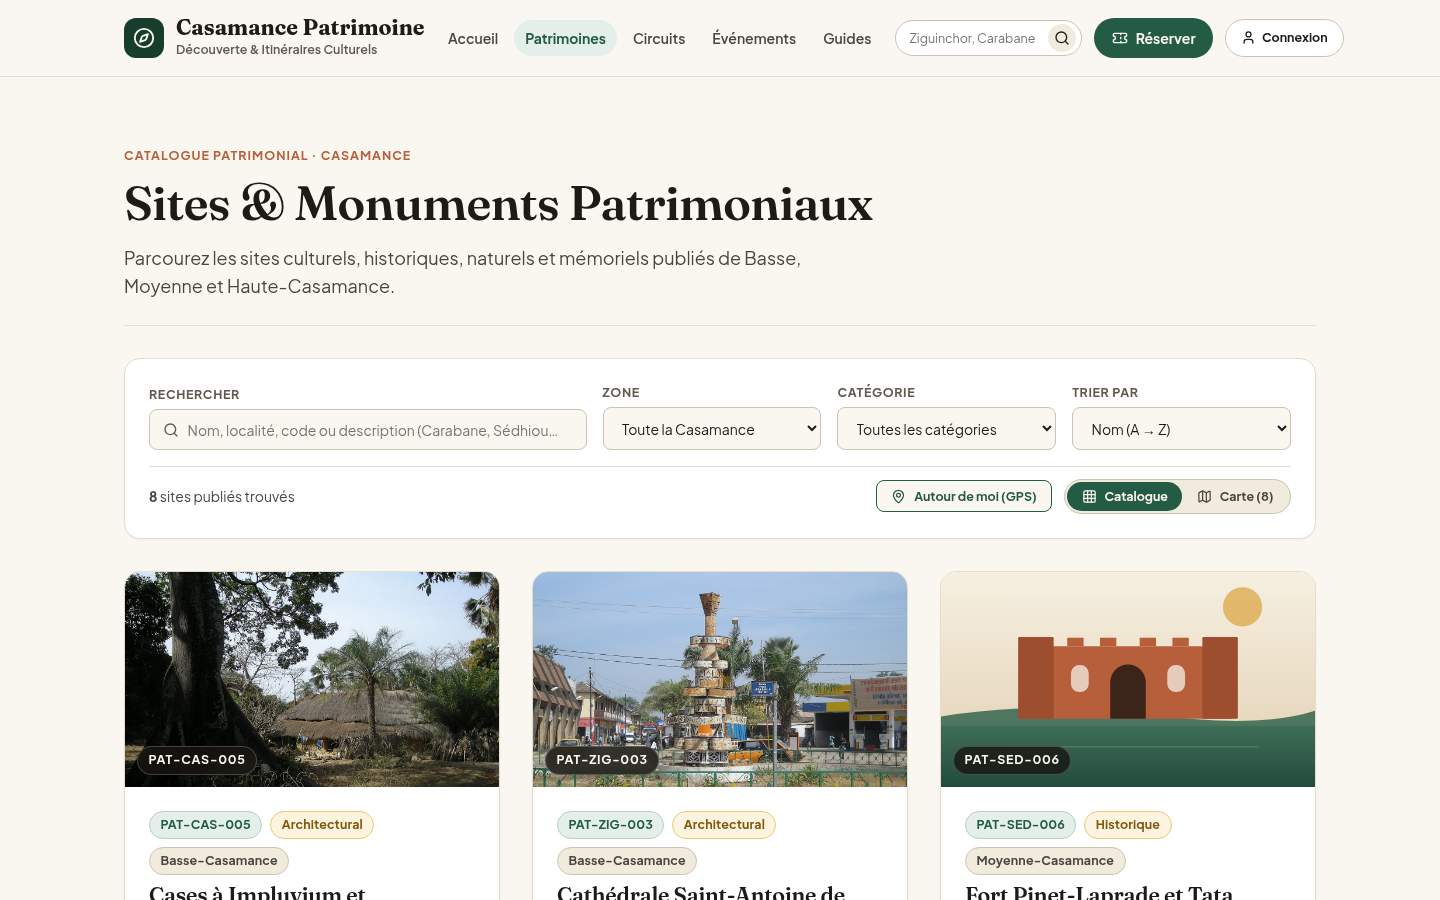 Casamance Patrimoine
Découverte & Itinéraires Culturels
Accueil
Patrimoines
Circuits
Événements
Guides
Ziguinchor, Carabane
Réserver
Connexion
CATALOGUE PATRIMONIAL · CASAMANCE
Sites & Monuments Patrimoniaux
Parcourez les sites culturels, historiques, naturels et mémoriels publiés de Basse,
Moyenne et Haute-Casamance.
RECHERCHER
Nom, localité, code ou description (Carabane, Sédhiou...
ZONE
Toute la Casamance
CATÉGORIE
Toutes les catégories
TRIER PAR
Nom (A → Z)
8 sites publiés trouvés
Autour de moi (GPS)
Catalogue
Carte (8)
PAT-CAS-005
PAT-CAS-005
Architectural
Basse-Casamance
Cases à Impluvium et
PAT-ZIG-003
PAT-ZIG-003
Architectural
Basse-Casamance
Cathédrale Saint-Antoine de
PAT-SED-006
PAT-SED-006
Historique
Moyenne-Casamance
Fort Pinet-Laprade et Tata